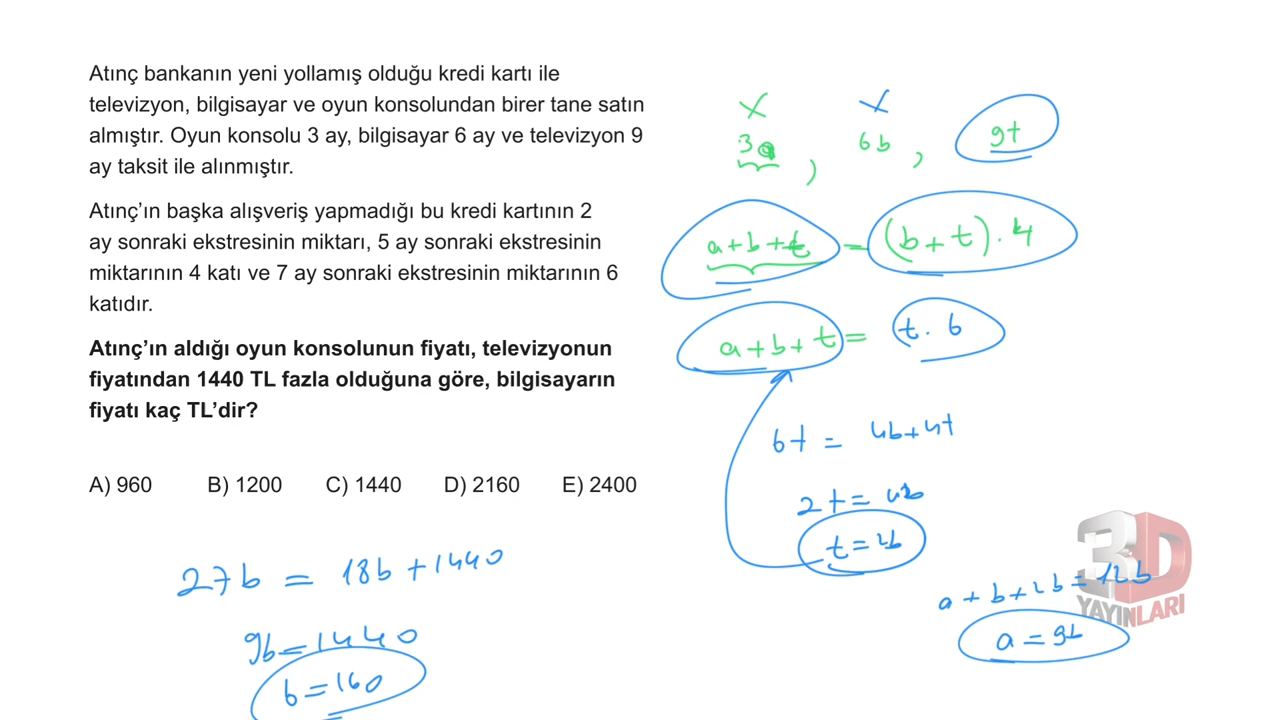 Atınç bankanın yeni yollamış olduğu kredi kartı ile
televizyon, bilgisayar ve oyun konsolundan birer tane satın
almıştır. Oyun konsolu 3 ay, bilgisayar 6 ay ve televizyon 9
ay taksit ile alınmıştır.
Atınç’ın başka alışveriş yapmadığı bu kredi kartının 2
ay sonraki ekstresinin miktarı, 5 ay sonraki ekstresinin
miktarının 4 katı ve 7 ay sonraki ekstresinin miktarının 6
katıdır.
Atınç’ın aldığı oyun konsolunun fiyatı, televizyonun
fiyatından 1440 TL fazla olduğuna göre, bilgisayarın
fiyatı kaç TL’dir?
A) 960 B) 1200 C) 1440 D) 2160 E) 2400
27b = 18b + 1440
9b = 1440
b = 160
x x
3a , 6b , 9t
a + b + t = (b + t) . 4
a + b + t = t . 6
6t = 4b + 4t
2t = 4b
t = 2b
a + b + 2b = 12b
a = 9b
3D
YAYINLARI